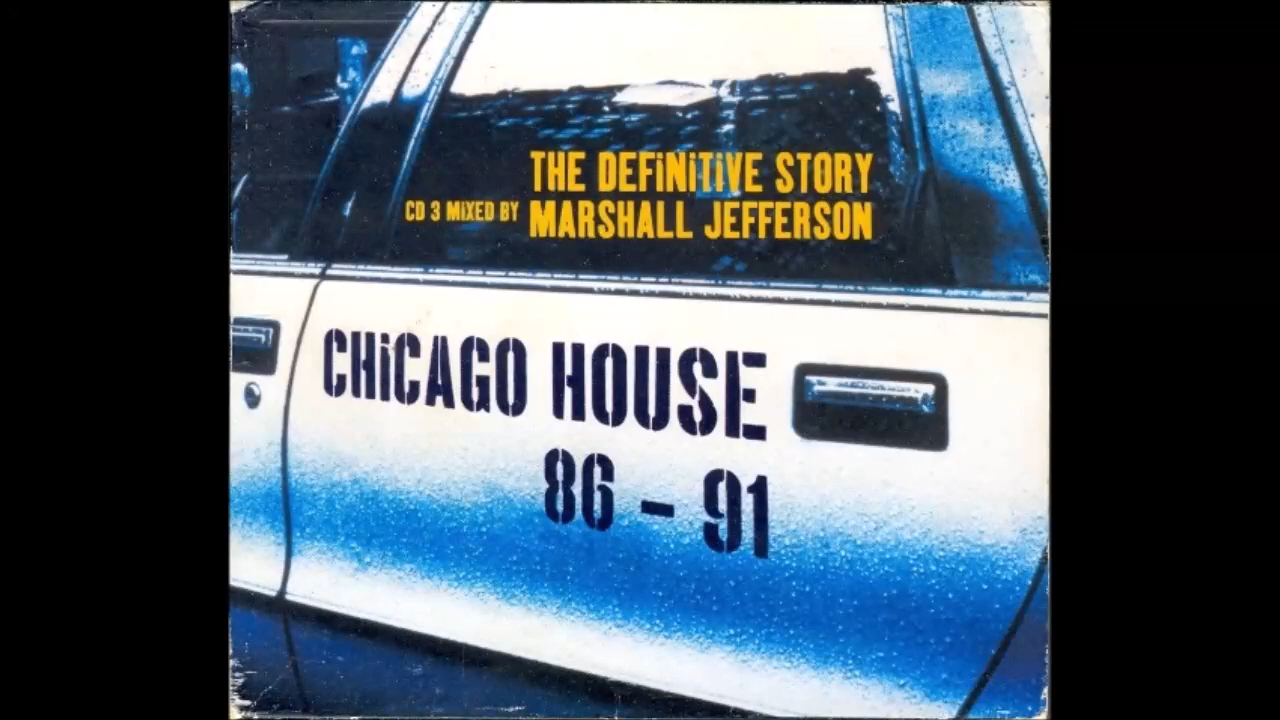 THE DEFiNiTiVE STORY
CD 3 MiXED BY MARSHALL JEFFERSON
CHiCAGO HOUSE
86 - 91